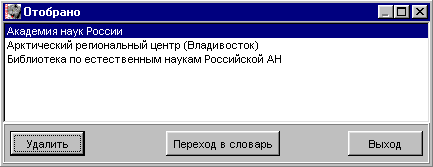 Отобрано
Академия наук России
Арктический региональный центр (Владивосток)
Библиотека по естественным наукам Российской АН
Удалить
Переход в словарь
Выход